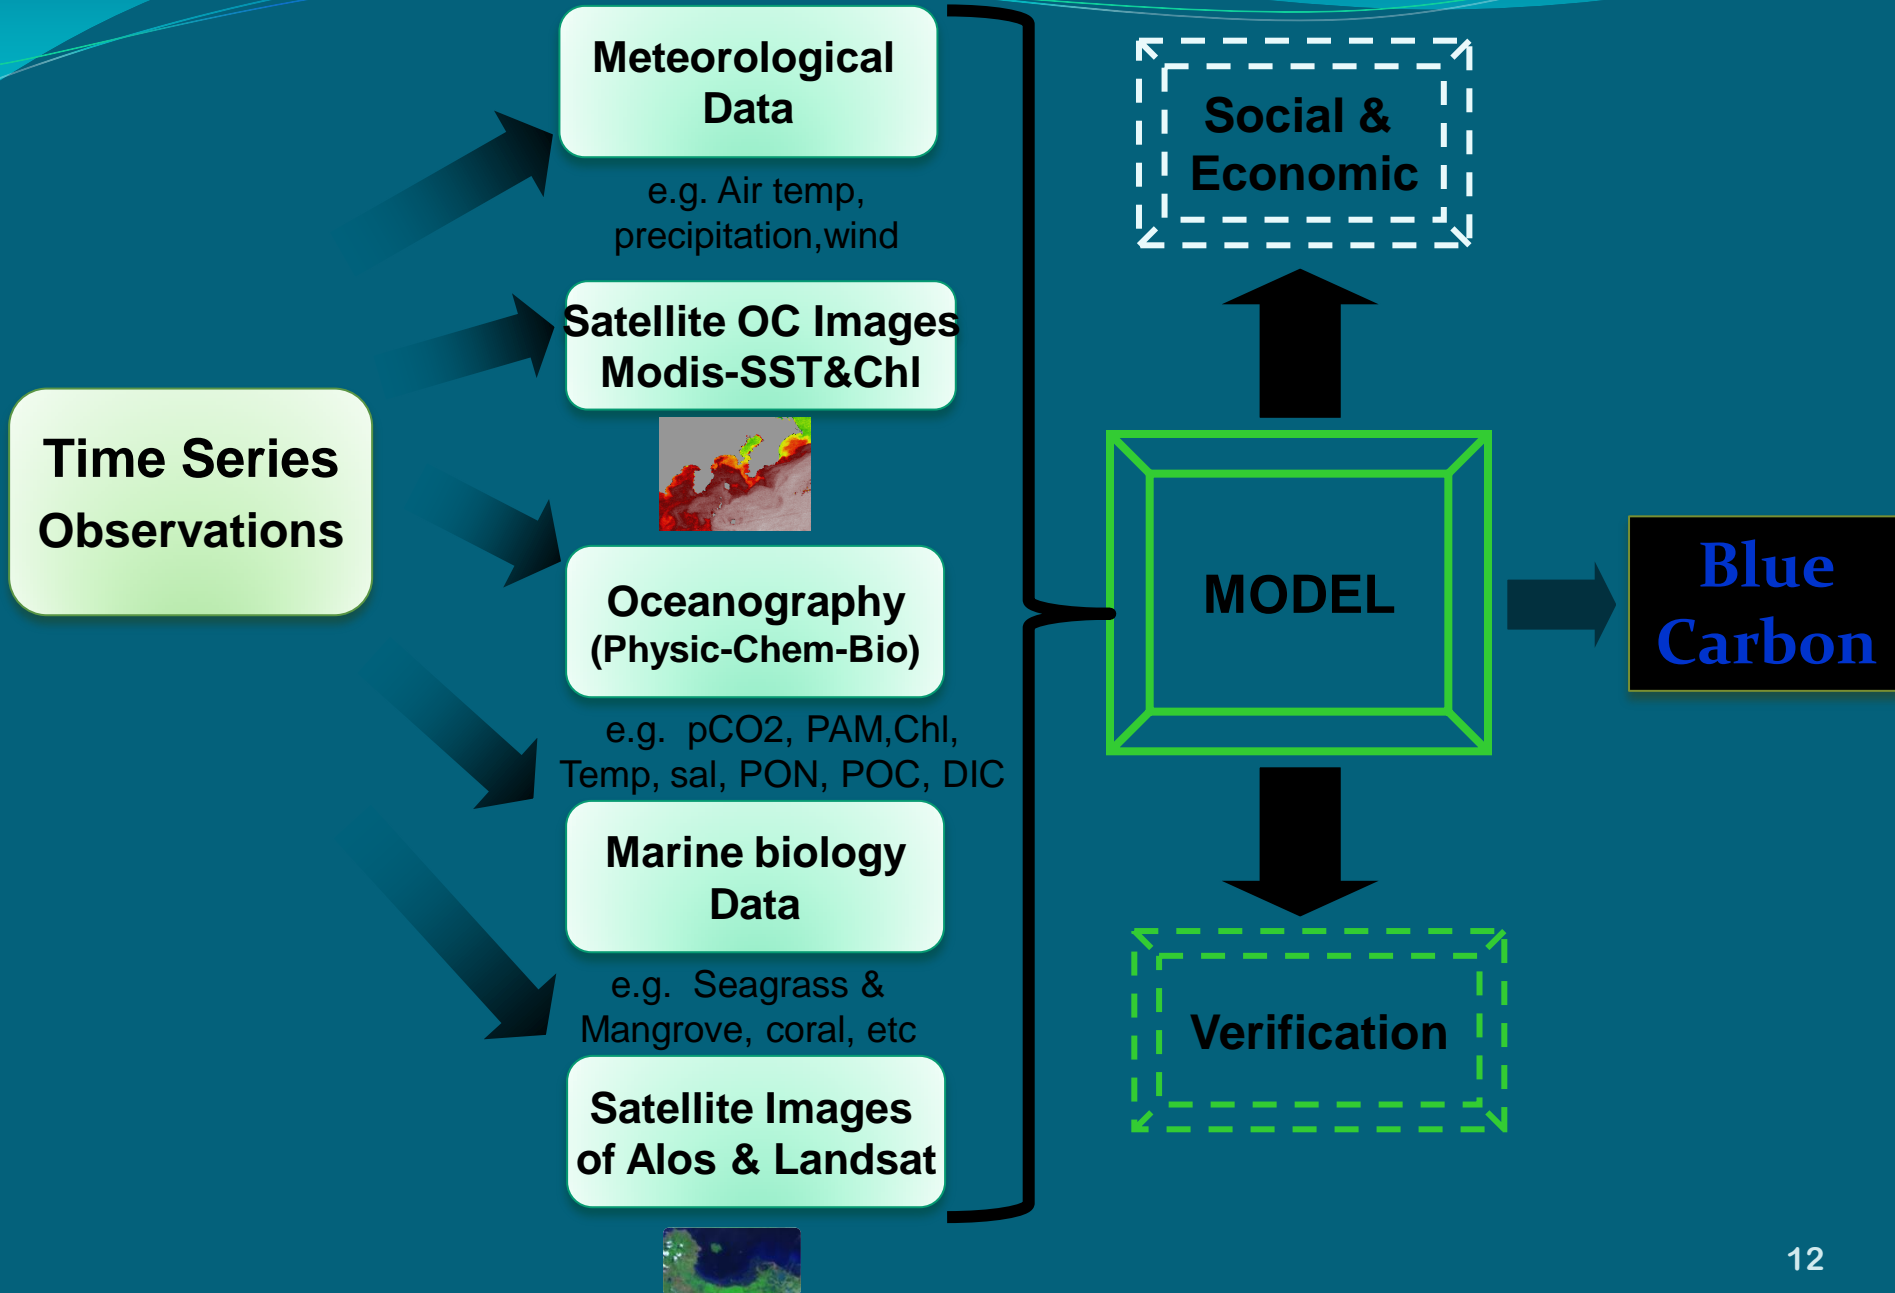 Time Series
Observations
Meteorological
Data
e.g. Air temp,
precipitation,wind
Satellite OC Images
Modis-SST&Chl
Oceanography
(Physic-Chem-Bio)
e.g.  pCO2, PAM,Chl,
Temp, sal, PON, POC, DIC
Marine biology
Data
e.g.  Seagrass &
Mangrove, coral, etc
Satellite Images
of Alos & Landsat
Social &
Economic
MODEL
Verification
Blue
Carbon
12